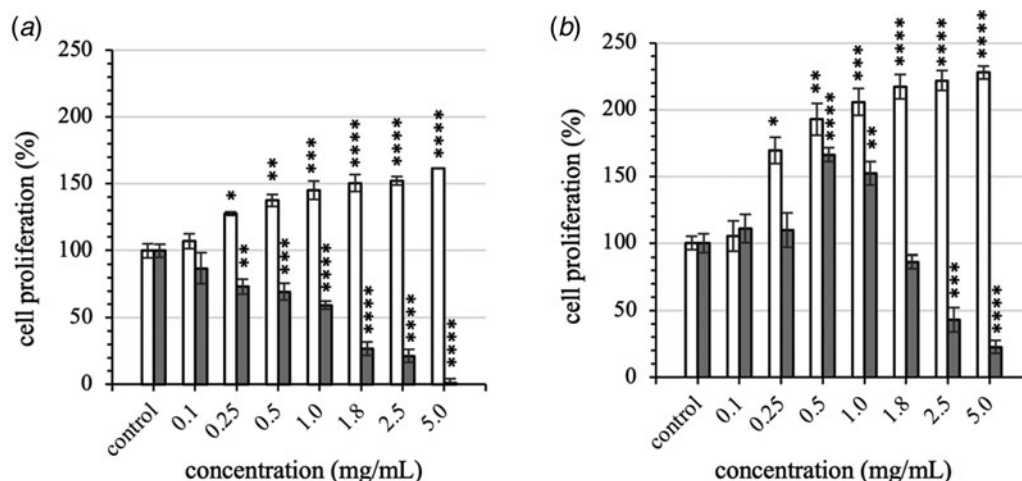 (a)
250
200
150
100
50
0
cell proliferation (%)
* ** *** **** **** ****
** *** **** **** **** ****
control 0.1 0.25 0.5 1.0 1.8 2.5 5.0
concentration (mg/mL)
(b)
250
200
150
100
50
0
cell proliferation (%)
* ** *** **** **** ****
**** ** *** ****
control 0.1 0.25 0.5 1.0 1.8 2.5 5.0
concentration (mg/mL)